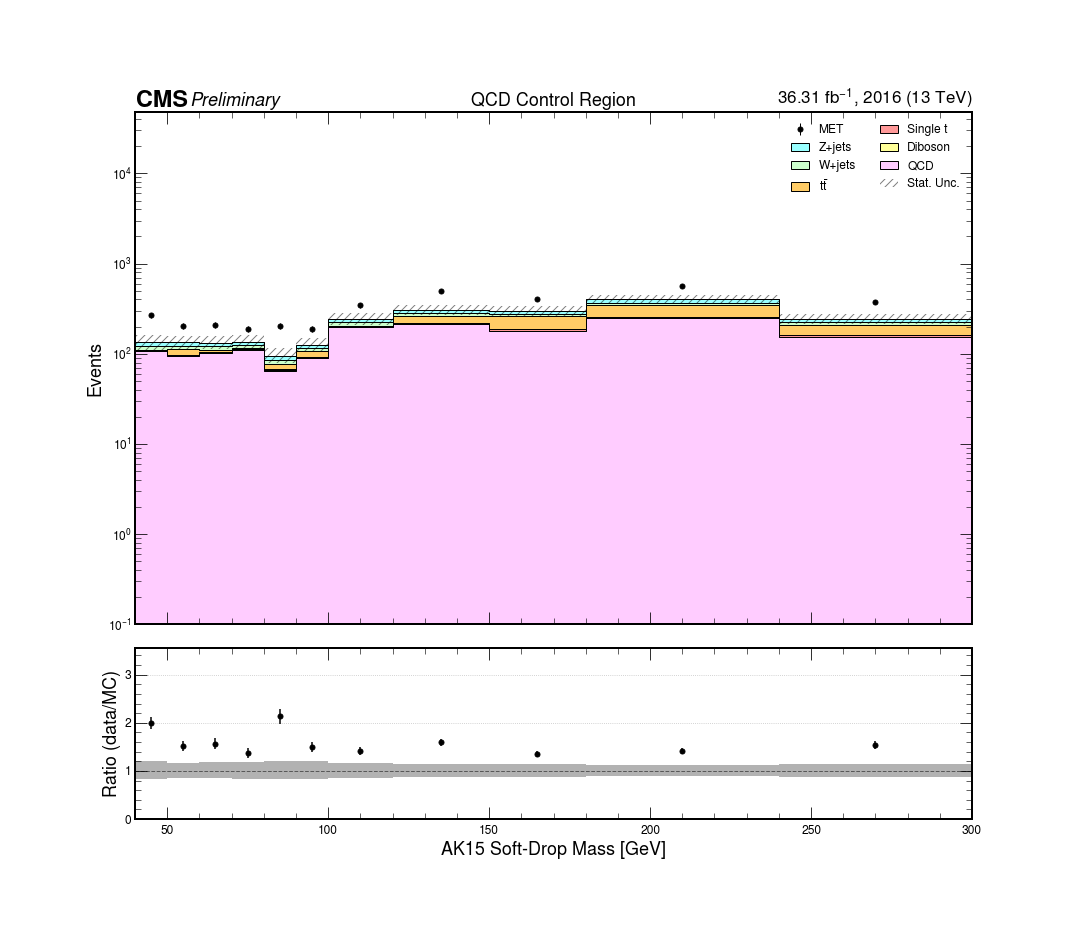 CMS Preliminary QCD Control Region 36.31 fb⁻¹, 2016 (13 TeV)
MET
Z+jets
W+jets
tt̄
Single t
Diboson
QCD
Stat. Unc.
Events
10⁴
10³
10²
10¹
10⁰
10⁻¹
Ratio (data/MC)
3
2
1
0
50 100 150 200 250 300
AK15 Soft-Drop Mass [GeV]